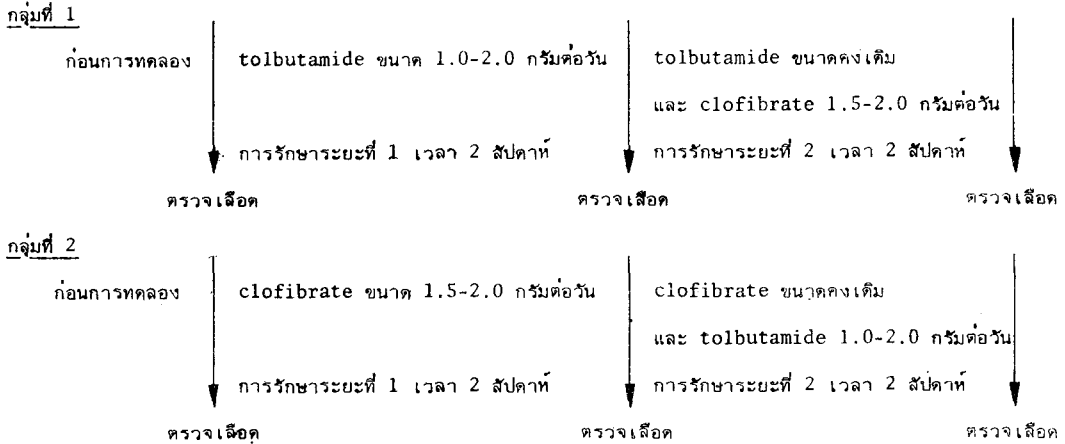 กลุ่มที่ 1
ก่อนการทดลอง tolbutamide ขนาด 1.0-2.0 กรัมต่อวัน tolbutamide ขนาดคงเดิม
และ clofibrate 1.5-2.0 กรัมต่อวัน
การรักษาระยะที่ 1 เวลา 2 สัปดาห์ การรักษาระยะที่ 2 เวลา 2 สัปดาห์
ตรวจเลือด ตรวจเลือด ตรวจเลือด
กลุ่มที่ 2
ก่อนการทดลอง clofibrate ขนาด 1.5-2.0 กรัมต่อวัน clofibrate ขนาดคงเดิม
และ tolbutamide 1.0-2.0 กรัมต่อวัน
การรักษาระยะที่ 1 เวลา 2 สัปดาห์ การรักษาระยะที่ 2 เวลา 2 สัปดาห์
ตรวจเลือด ตรวจเลือด ตรวจเลือด